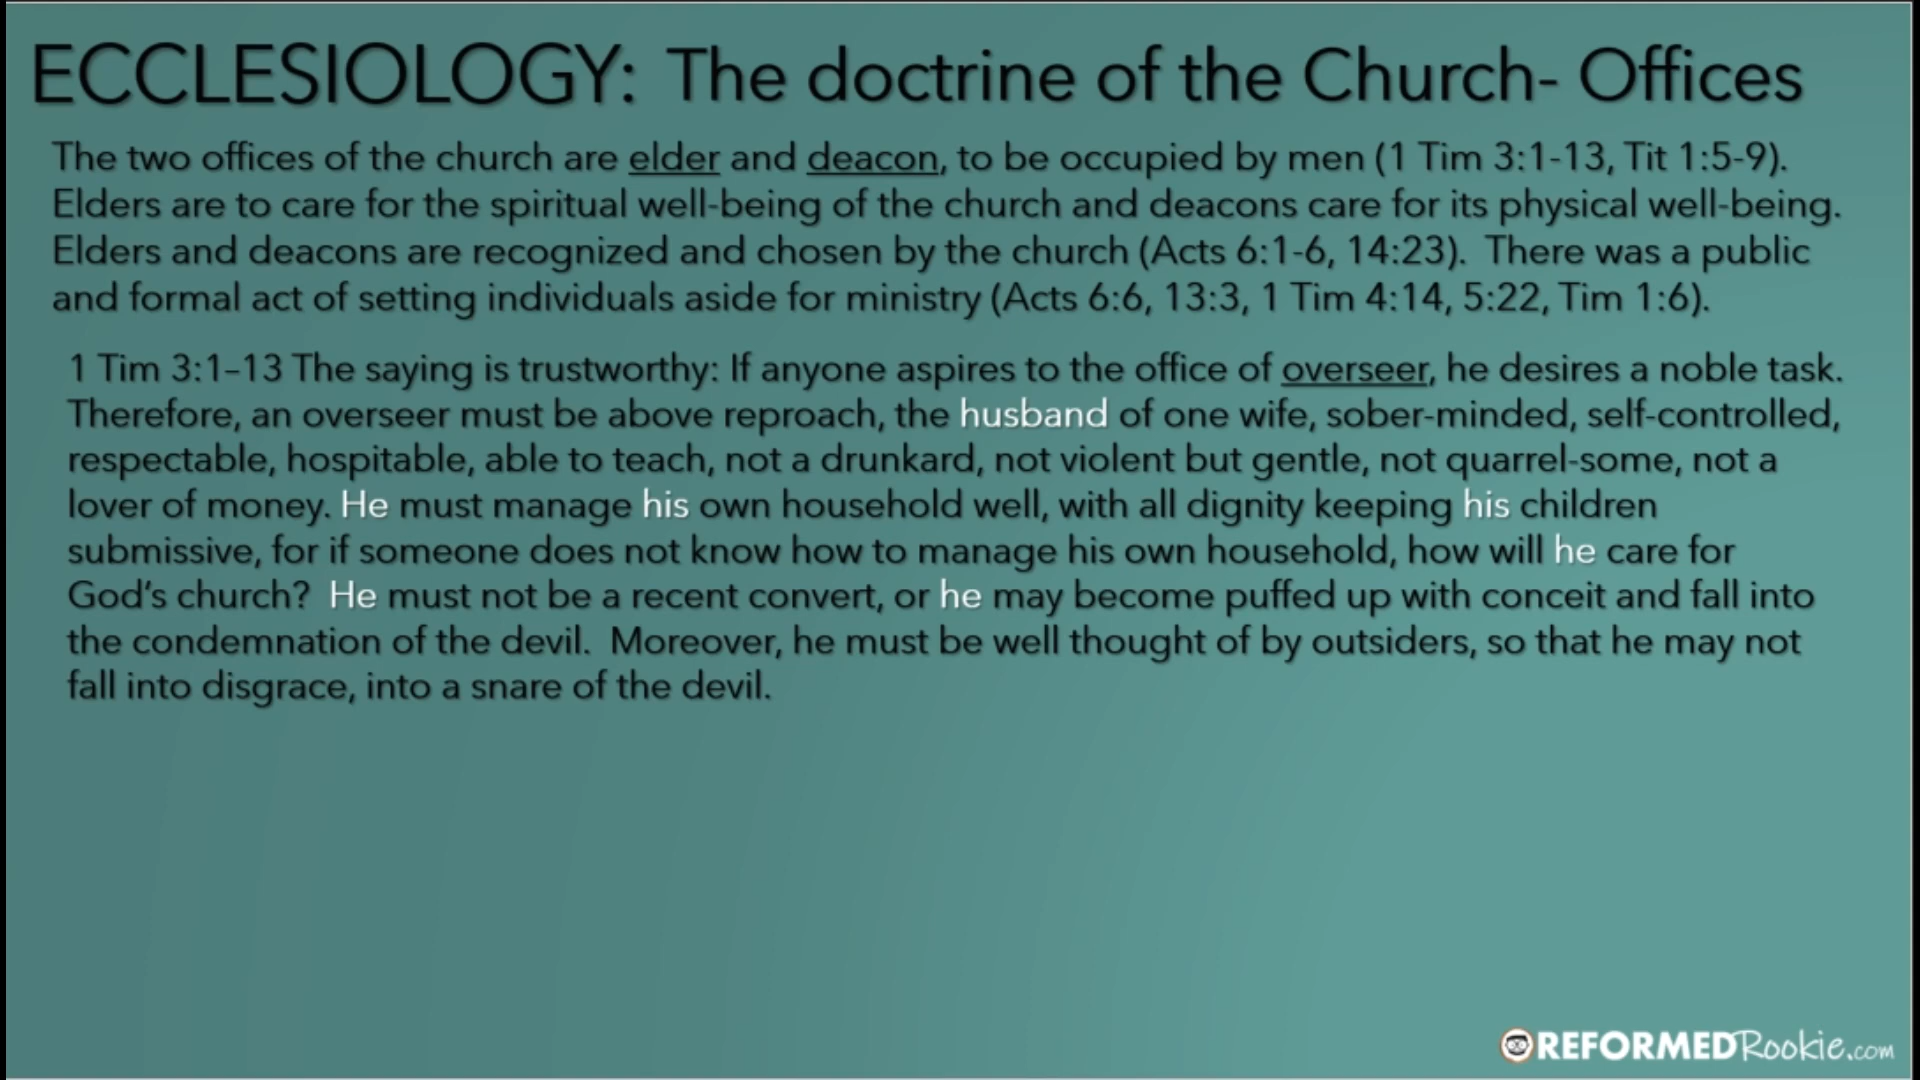 ECCLESIOLOGY: The doctrine of the Church- Offices
The two offices of the church are elder and deacon, to be occupied by men (1 Tim 3:1-13, Tit 1:5-9).
Elders are to care for the spiritual well-being of the church and deacons care for its physical well-being.
Elders and deacons are recognized and chosen by the church (Acts 6:1-6, 14:23). There was a public
and formal act of setting individuals aside for ministry (Acts 6:6, 13:3, 1 Tim 4:14, 5:22, Tim 1:6).
1 Tim 3:1–13 The saying is trustworthy: If anyone aspires to the office of overseer, he desires a noble task.
Therefore, an overseer must be above reproach, the husband of one wife, sober-minded, self-controlled,
respectable, hospitable, able to teach, not a drunkard, not violent but gentle, not quarrel-some, not a
lover of money. He must manage his own household well, with all dignity keeping his children
submissive, for if someone does not know how to manage his own household, how will he care for
God's church? He must not be a recent convert, or he may become puffed up with conceit and fall into
the condemnation of the devil. Moreover, he must be well thought of by outsiders, so that he may not
fall into disgrace, into a snare of the devil.
REFORMEDRookie.com